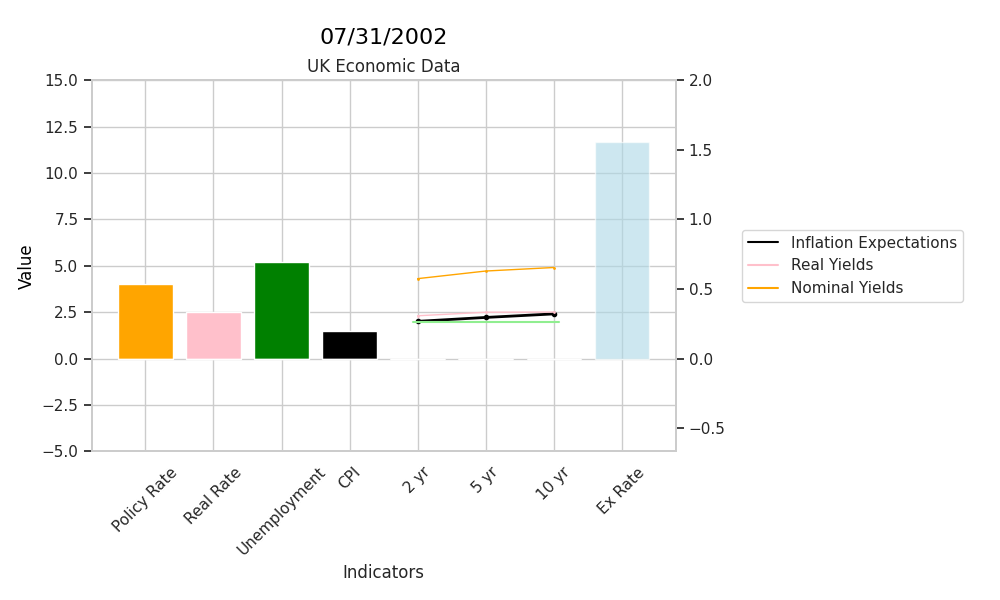 07/31/2002
UK Economic Data
Value
15.0
12.5
10.0
7.5
5.0
2.5
0.0
−2.5
−5.0
2.0
1.5
1.0
0.5
0.0
−0.5
Inflation Expectations
Real Yields
Nominal Yields
Policy Rate
Real Rate
Unemployment
CPI
2 yr
5 yr
10 yr
Ex Rate
Indicators